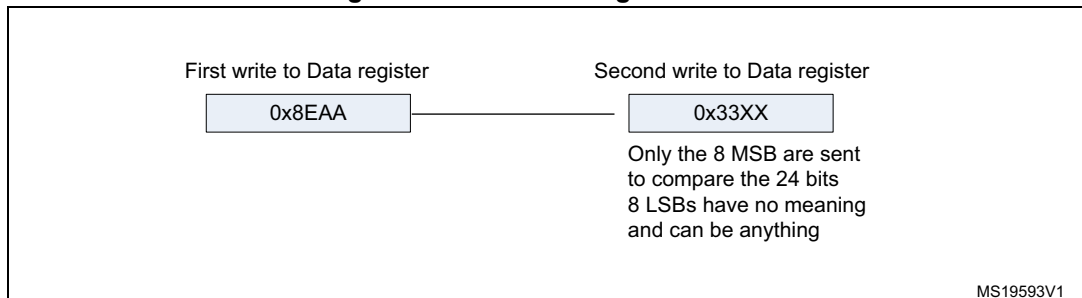 First write to Data register
Second write to Data register
0x8EAA
0x33XX
Only the 8 MSB are sent
to compare the 24 bits
8 LSBs have no meaning
and can be anything
MS19593V1